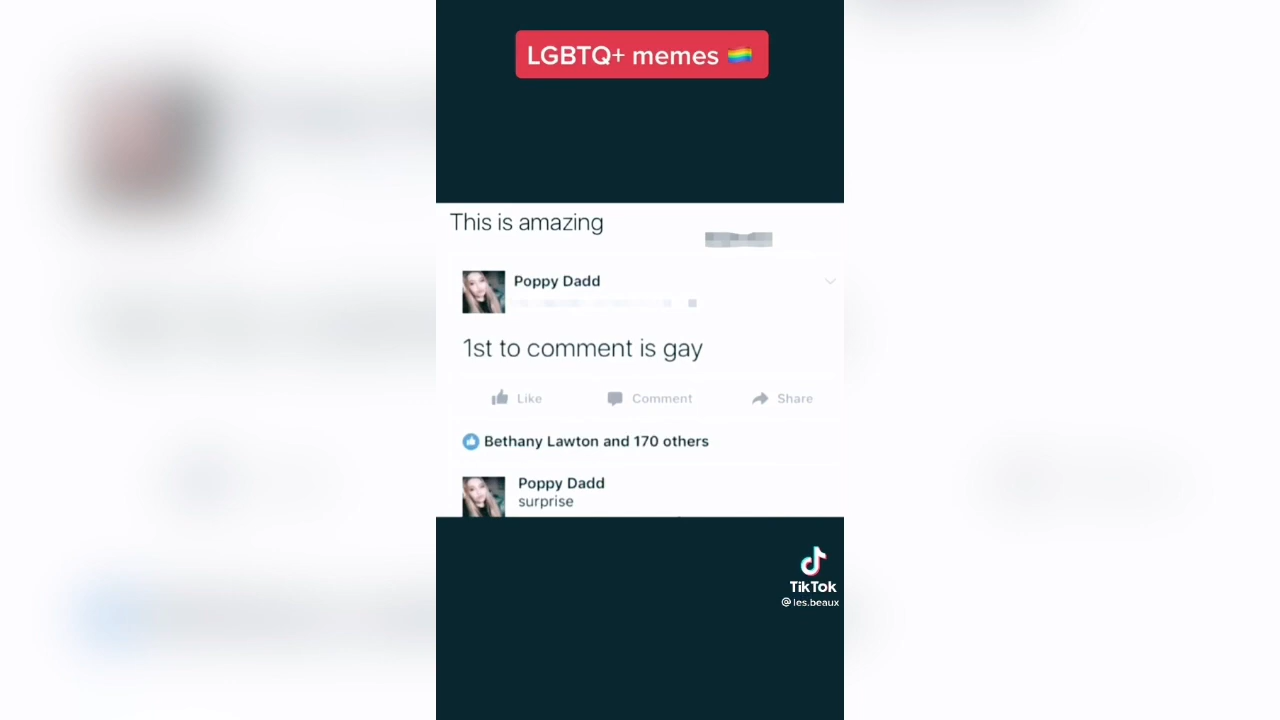 LGBTQ+ memes 🏳️‍🌈
This is amazing
Poppy Dadd
1st to comment is gay
Like Comment Share
Bethany Lawton and 170 others
Poppy Dadd
surprise
TikTok
@les.beaux